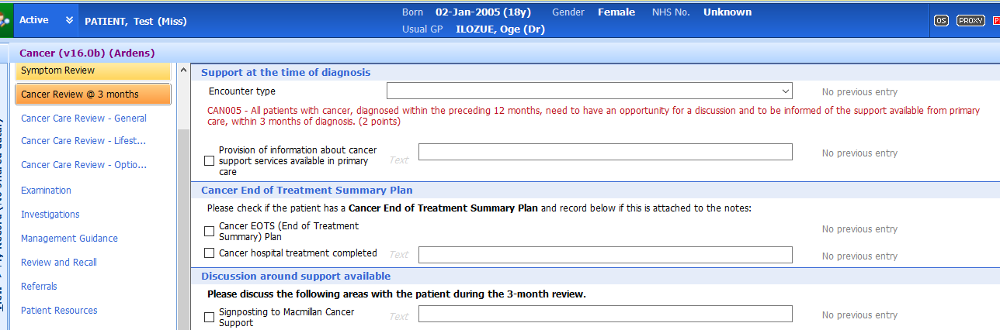 Born 02-Jan-2005 (18y) Gender Female NHS No. Unknown
Active PATIENT, Test (Miss) OS PROXY
Usual GP ILOZUE, Oge (Dr)
Cancer (v16.0b) (Ardens)
Symptom Review
Cancer Review @ 3 months
Cancer Care Review - General
Cancer Care Review - Lifest...
Cancer Care Review - Optio...
Examination
Investigations
Management Guidance
Review and Recall
Referrals
Patient Resources
Support at the time of diagnosis
Encounter type No previous entry
CAN005 - All patients with cancer, diagnosed within the preceding 12 months, need to have an opportunity for a discussion and to be informed of the support available from primary
care, within 3 months of diagnosis. (2 points)
Provision of information about cancer
support services available in primary Text No previous entry
care
Cancer End of Treatment Summary Plan
Please check if the patient has a Cancer End of Treatment Summary Plan and record below if this is attached to the notes:
Cancer EOTS (End of Treatment No previous entry
Summary) Plan
Cancer hospital treatment completed Text No previous entry
Discussion around support available
Please discuss the following areas with the patient during the 3-month review.
Signposting to Macmillan Cancer Text No previous entry
Support